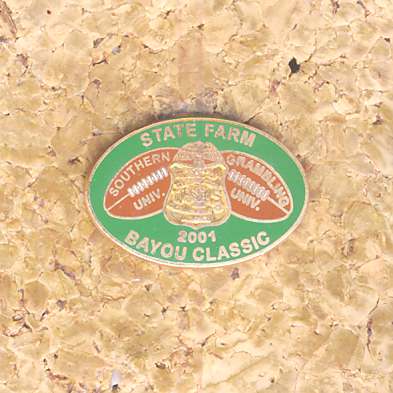 STATE FARM
SOUTHERN UNIV.
GRAMBLING UNIV.
2001
BAYOU CLASSIC